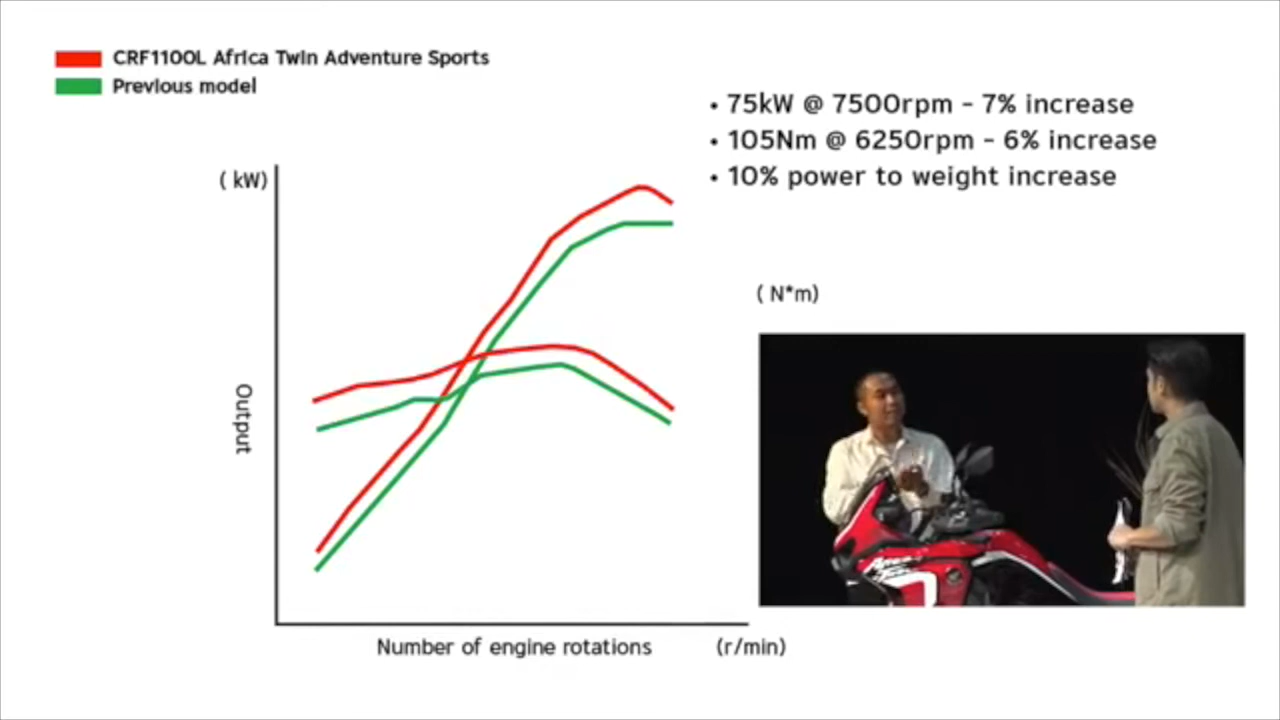 CRF1100L Africa Twin Adventure Sports
Previous model
• 75kW @ 7500rpm - 7% increase
• 105Nm @ 6250rpm - 6% increase
• 10% power to weight increase
( kW)
( N*m)
Output
Number of engine rotations (r/min)